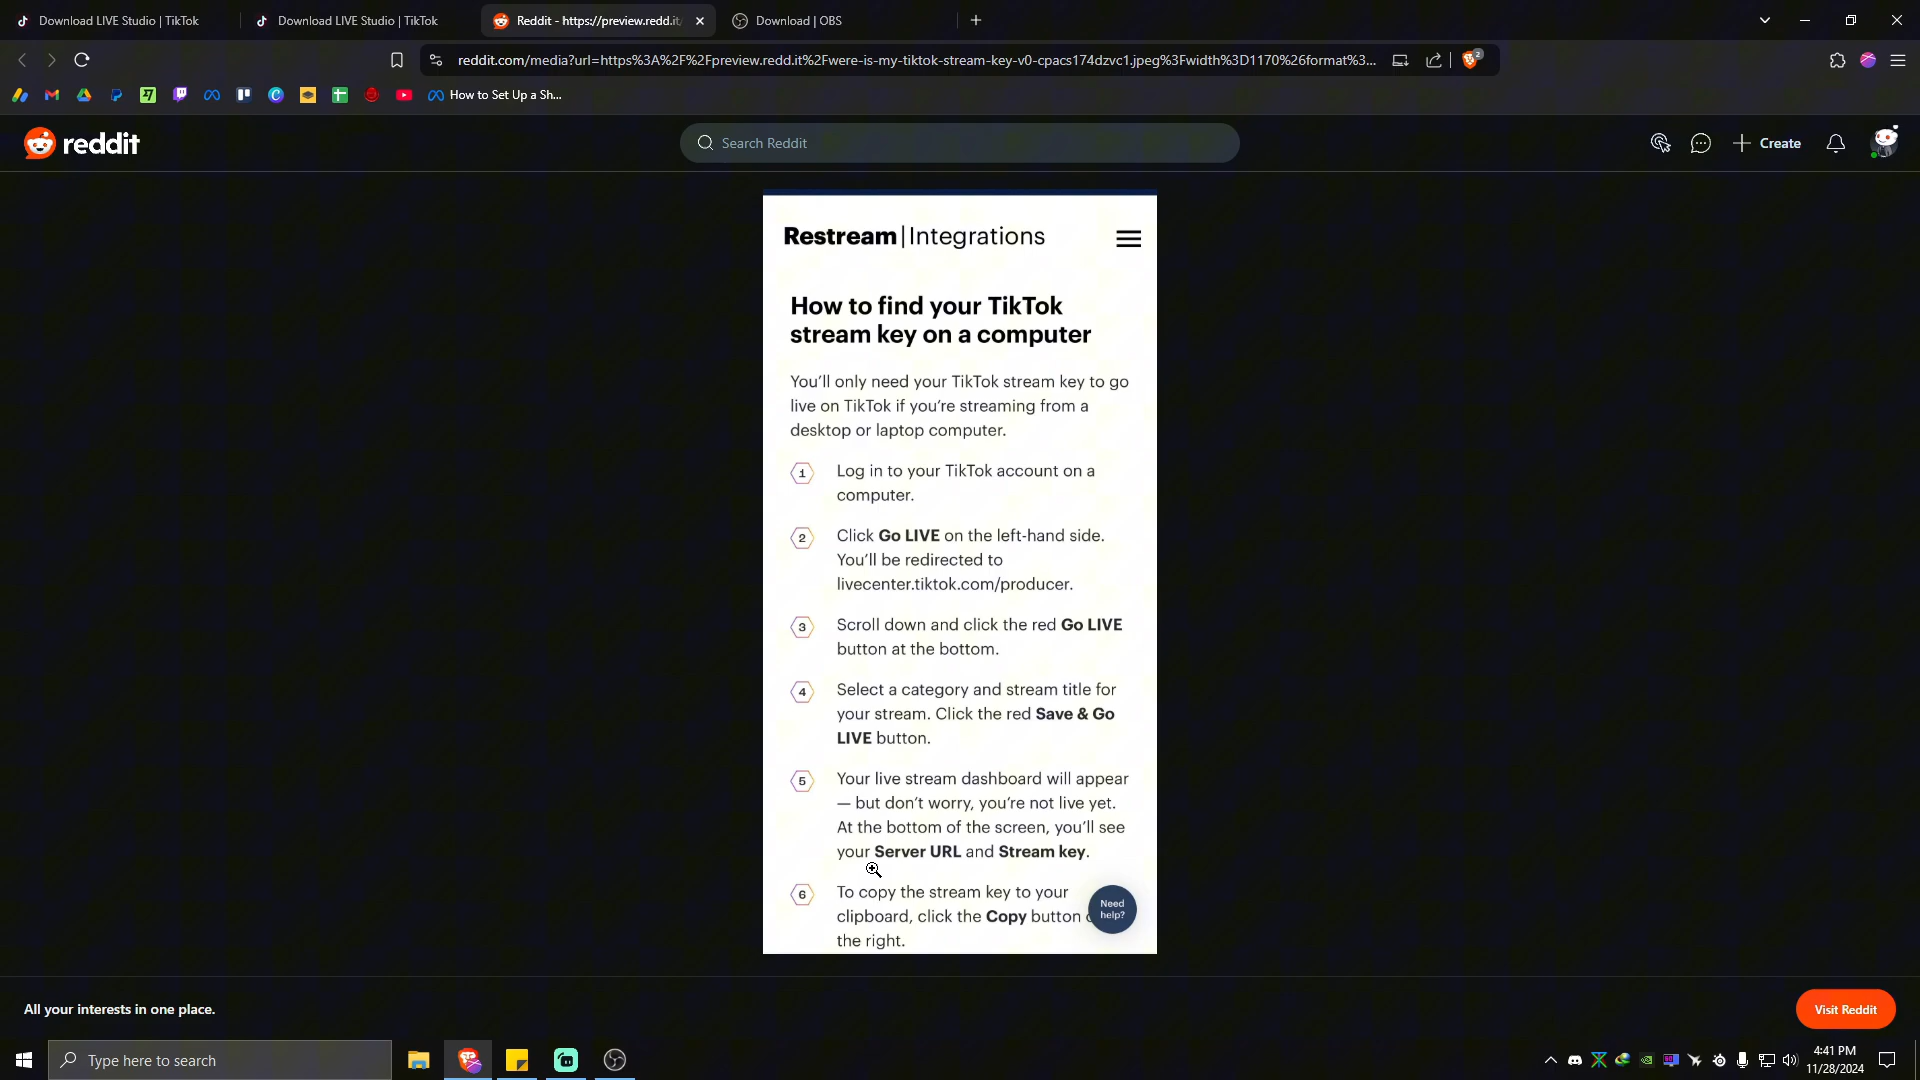 Download LIVE Studio | TikTok
Download LIVE Studio | TikTok
Reddit - https://preview.redd.it/
Download | OBS
reddit.com/media?url=https%3A%2F%2Fpreview.redd.it%2Fwere-is-my-tiktok-stream-key-v0-cpacs174dzvc1.jpeg%3Fwidth%3D1170%26format%3...
2
How to Set Up a Sh...
reddit
Search Reddit
Create
Restream | Integrations
How to find your TikTok
stream key on a computer
You'll only need your TikTok stream key to go
live on TikTok if you're streaming from a
desktop or laptop computer.
1
Log in to your TikTok account on a
computer.
2
Click Go LIVE on the left-hand side.
You'll be redirected to
livecenter.tiktok.com/producer.
3
Scroll down and click the red Go LIVE
button at the bottom.
4
Select a category and stream title for
your stream. Click the red Save & Go
LIVE button.
5
Your live stream dashboard will appear
— but don't worry, you're not live yet.
At the bottom of the screen, you'll see
your Server URL and Stream key.
6
To copy the stream key to your
clipboard, click the Copy button
the right.
Need
help?
All your interests in one place.
Visit Reddit
Type here to search
4:41 PM
11/28/2024